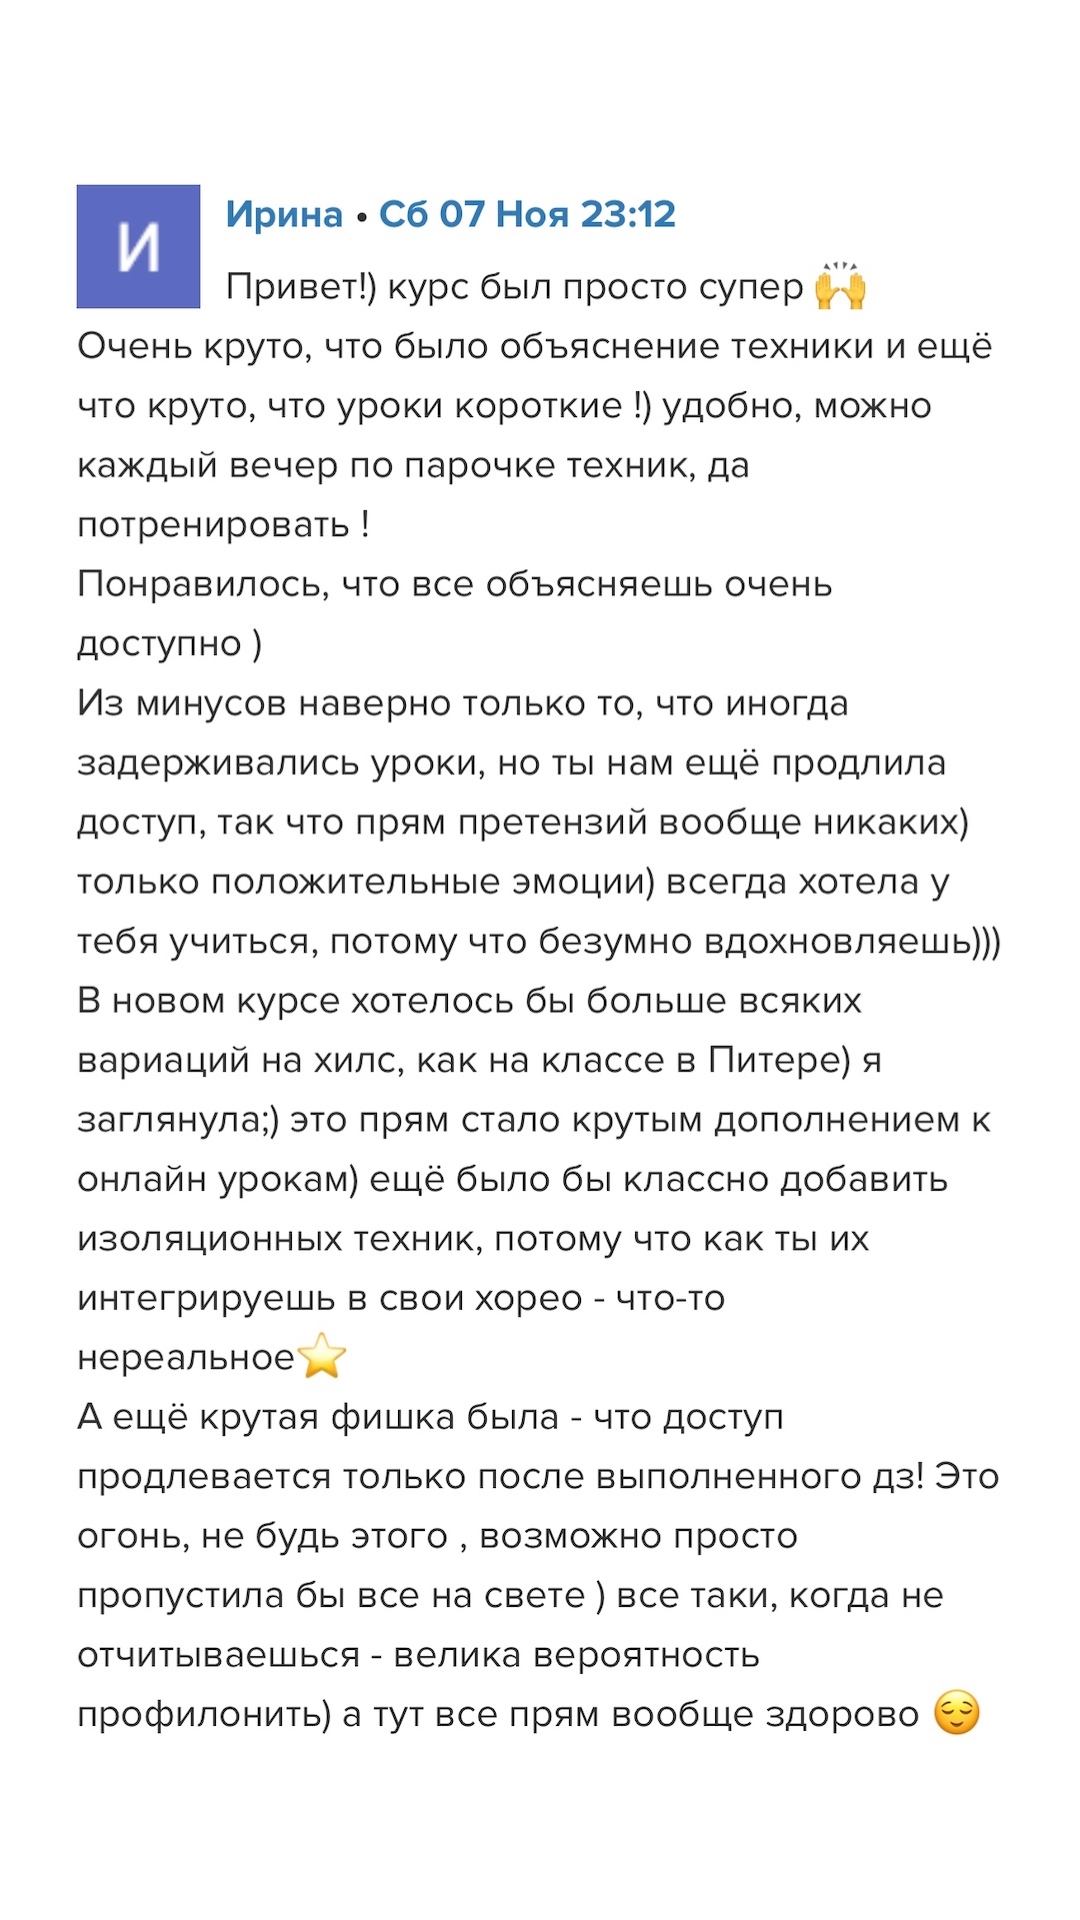 И
Ирина • Сб 07 Ноя 23:12
Привет!) курс был просто супер 🙌
Очень круто, что было объяснение техники и ещё
что круто, что уроки короткие !) удобно, можно
каждый вечер по парочке техник, да
потренировать !
Понравилось, что все объясняешь очень
доступно )
Из минусов наверно только то, что иногда
задерживались уроки, но ты нам ещё продлила
доступ, так что прям претензий вообще никаких)
только положительные эмоции) всегда хотела у
тебя учиться, потому что безумно вдохновляешь)))
В новом курсе хотелось бы больше всяких
вариаций на хилс, как на классе в Питере) я
заглянула;) это прям стало крутым дополнением к
онлайн урокам) ещё было бы классно добавить
изоляционных техник, потому что как ты их
интегрируешь в свои хорео - что-то
нереальное⭐
А ещё крутая фишка была - что доступ
продлевается только после выполненного дз! Это
огонь, не будь этого , возможно просто
пропустила бы все на свете ) все таки, когда не
отчитываешься - велика вероятность
профилонить) а тут все прям вообще здорово 😌